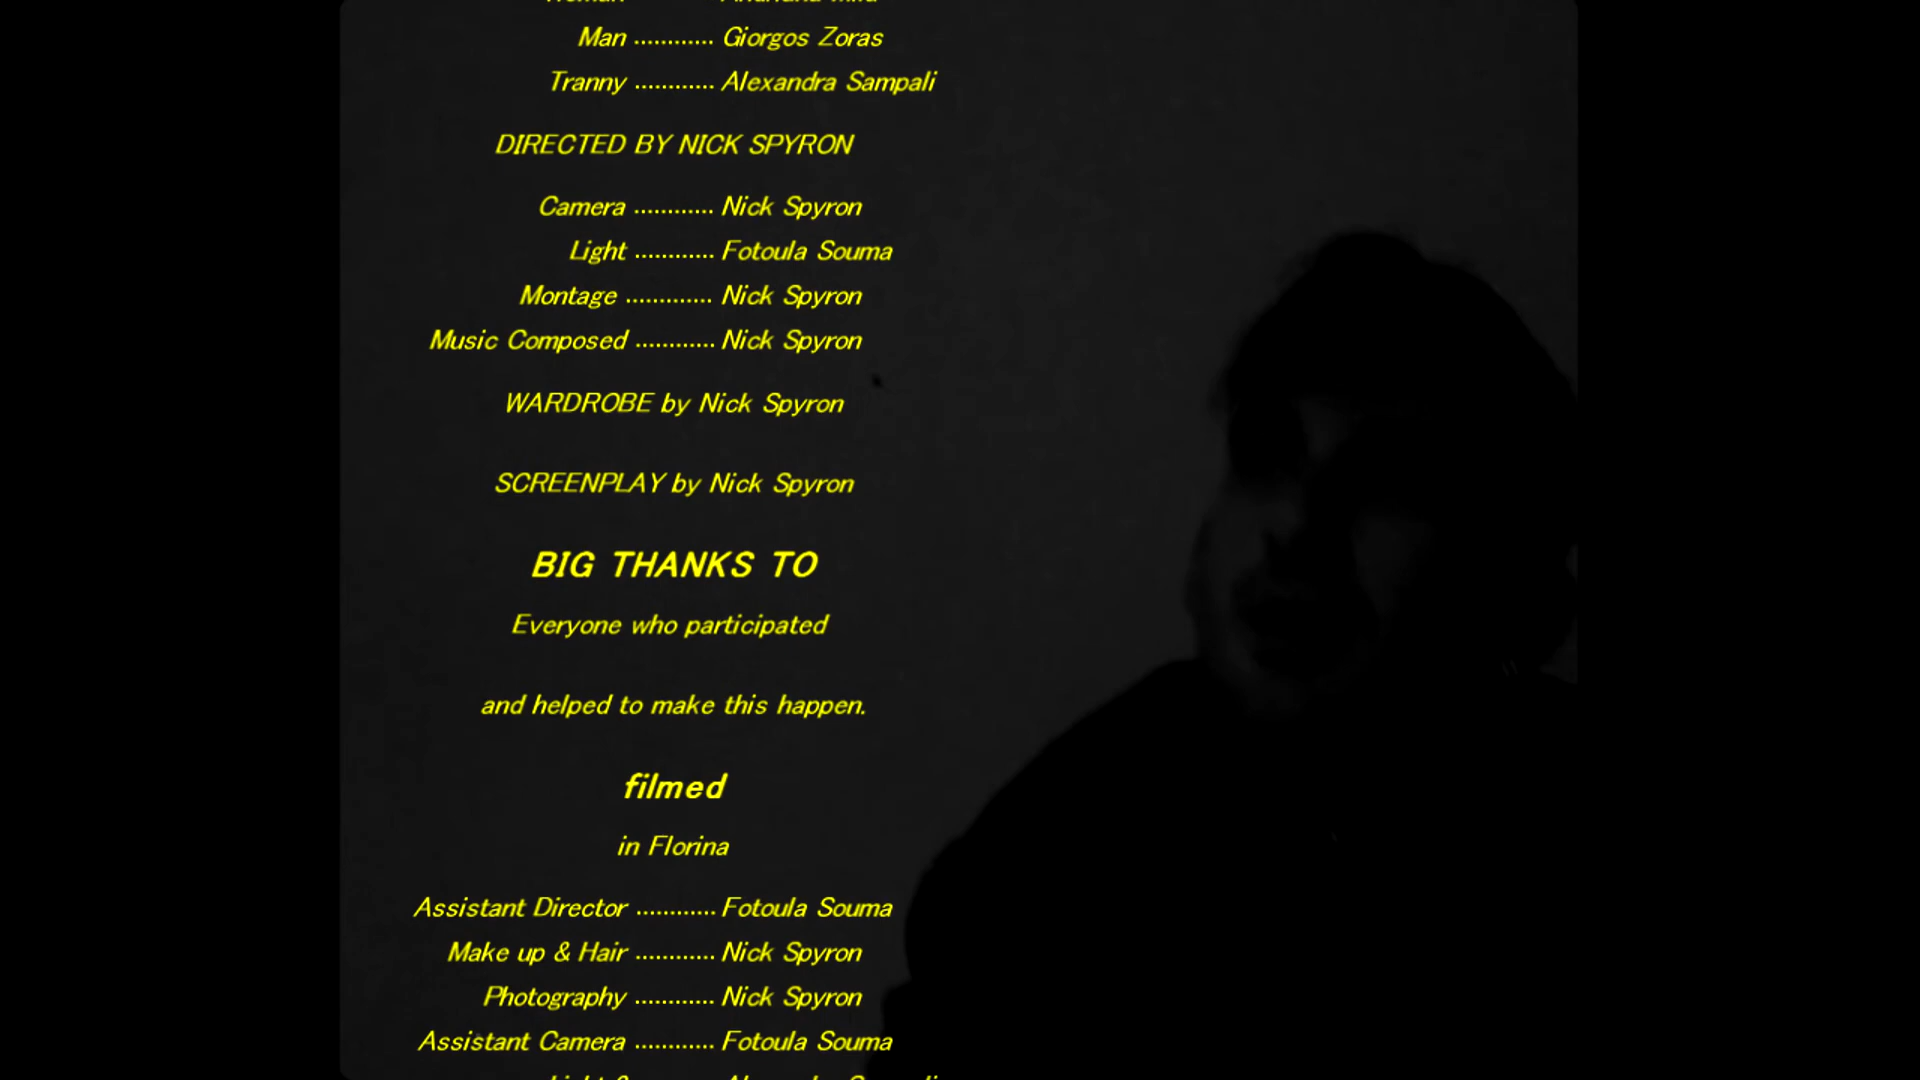 Man ............ Giorgos Zoras
Tranny ............ Alexandra Sampali
DIRECTED BY NICK SPYRON
Camera ............ Nick Spyron
Light ............ Fotoula Souma
Montage ............. Nick Spyron
Music Composed ............ Nick Spyron
WARDROBE by Nick Spyron
SCREENPLAY by Nick Spyron
BIG THANKS TO
Everyone who participated
and helped to make this happen.
filmed
in Florina
Assistant Director ............ Fotoula Souma
Make up & Hair ............ Nick Spyron
Photography ............ Nick Spyron
Assistant Camera ............ Fotoula Souma